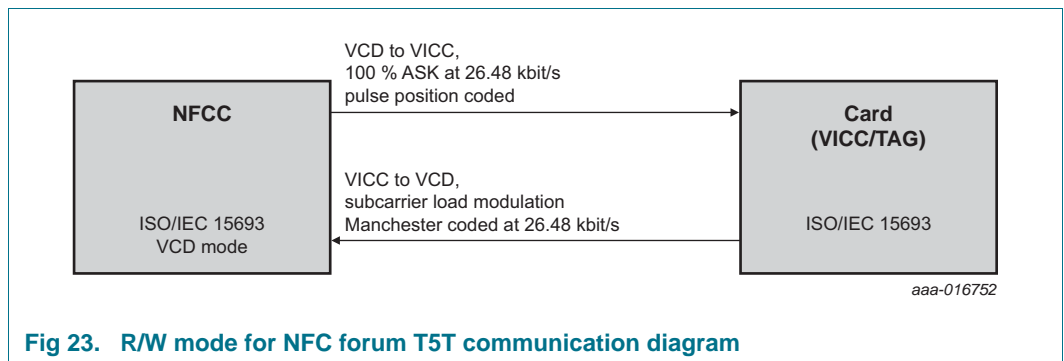 VCD to VICC,
100 % ASK at 26.48 kbit/s
pulse position coded
NFCC
Card
(VICC/TAG)
VICC to VCD,
subcarrier load modulation
Manchester coded at 26.48 kbit/s
ISO/IEC 15693
VCD mode
ISO/IEC 15693
aaa-016752
Fig 23. R/W mode for NFC forum T5T communication diagram